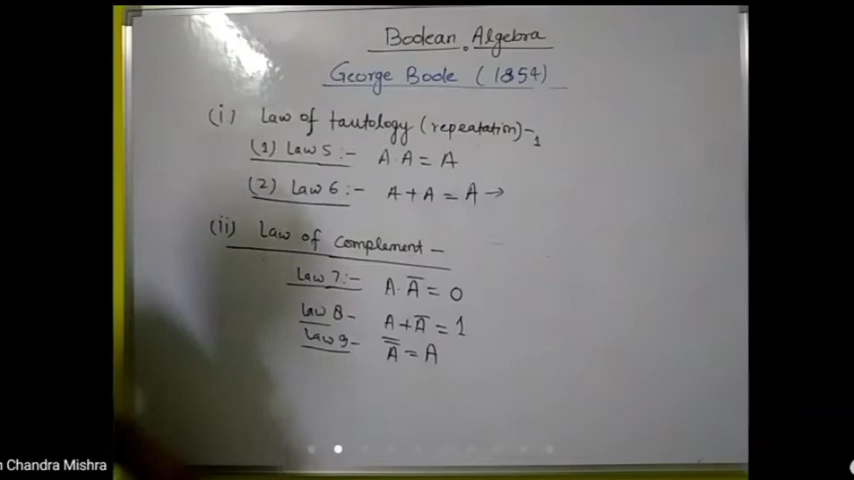 Boolean Algebra
George Boole (1854)
(i) Law of tautology (repeatation)-1
(1) Law 5 :- A.A = A
(2) Law 6 :- A + A = A →
(ii) Law of complement -
Law 7:- A.A̅ = 0
Law 8- A+A̅ = 1
Law 9- A̿ = A
Chandra Mishra